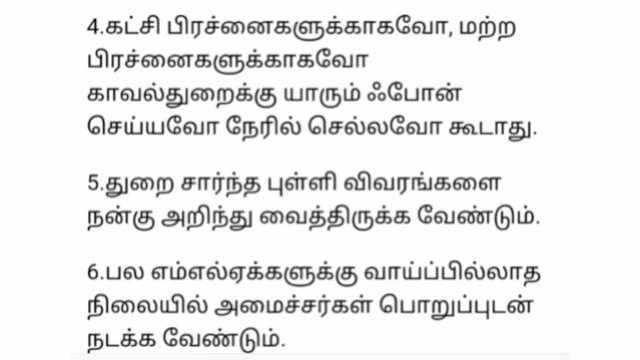 4.கட்சி பிரச்னைகளுக்காகவோ, மற்ற
பிரச்னைகளுக்காகவோ
காவல்துறைக்கு யாரும் ஃபோன்
செய்யவோ நேரில் செல்லவோ கூடாது.
5.துறை சார்ந்த புள்ளி விவரங்களை
நன்கு அறிந்து வைத்திருக்க வேண்டும்.
6.பல எம்எல்ஏக்களுக்கு வாய்ப்பில்லாத
நிலையில் அமைச்சர்கள் பொறுப்புடன்
நடக்க வேண்டும்.